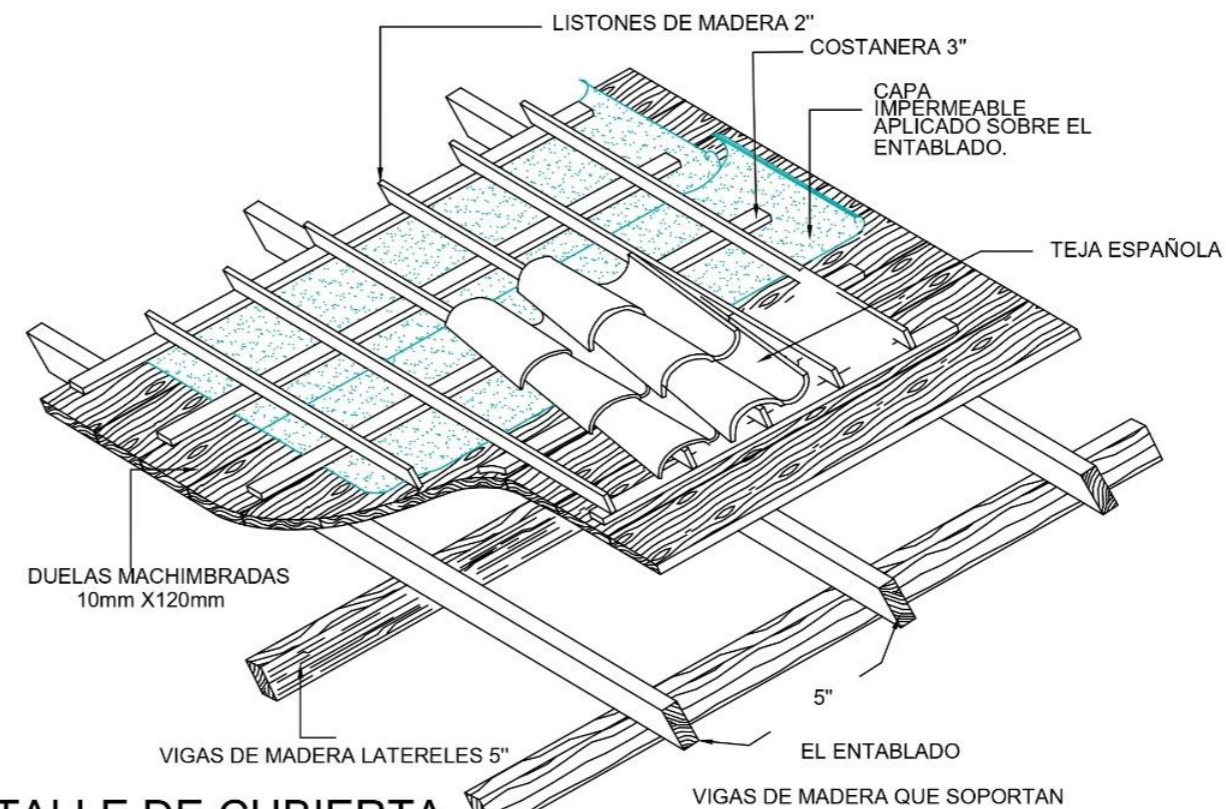 LISTONES DE MADERA 2"
COSTANERA 3"
CAPA
IMPERMEABLE
APLICADO SOBRE EL
ENTABLADO.
TEJA ESPAÑOLA
DUELAS MACHIMBRADAS
10mm X120mm
5"
VIGAS DE MADERA LATERELES 5"
EL ENTABLADO
VIGAS DE MADERA QUE SOPORTAN
TALLE DE CUBIERTA